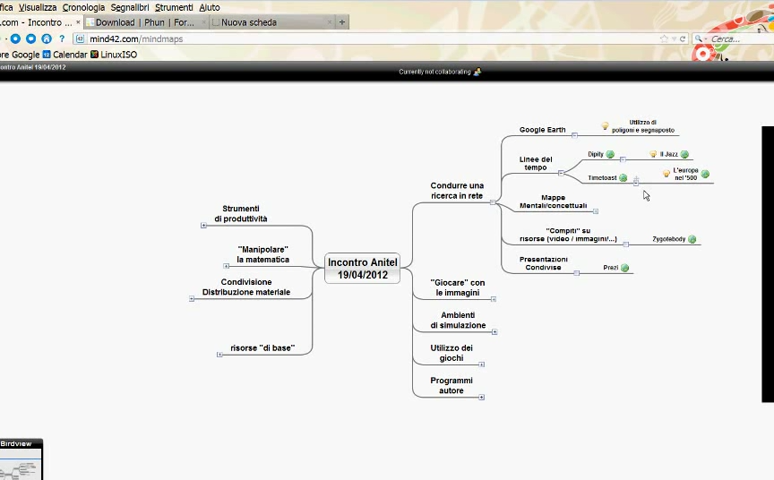 fica Visualizza Cronologia Segnalibri Strumenti Aiuto
.com - Incontro ... × Download | Phun | For... × Nuova scheda × +
mind42.com/mindmaps Cerca...
ore Google Calendar LinuxISO
ncontro Anitel 19/04/2012
Currently not collaborating
Google Earth
Utilizzo di
poligoni e segnaposto
Linee del
tempo
Dipity
Il Jazz
Timetoast
L'europa
nel '500
Condurre una
ricerca in rete
Mappe
Mentali/concettuali
"Compiti" su
risorse (video / immagini/...)
Zygotebody
Presentazioni
Condivise
Prezi
Strumenti
di produttività
"Manipolare"
la matematica
Incontro Anitel
19/04/2012
Condivisione
Distribuzione materiale
"Giocare" con
le immagini
Ambienti
di simulazione
risorse "di base"
Utilizzo dei
giochi
Programmi
autore
Birdview